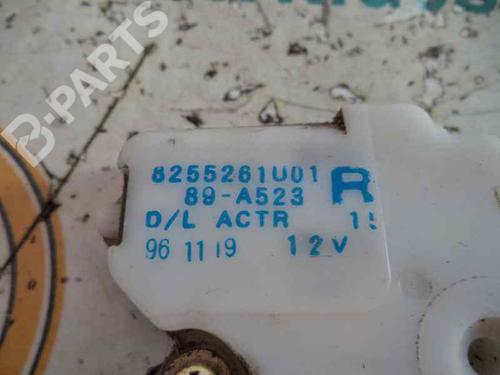 B-PARTS
8255261U01 R
89-A523
D/L ACTR
96 11 19 12V